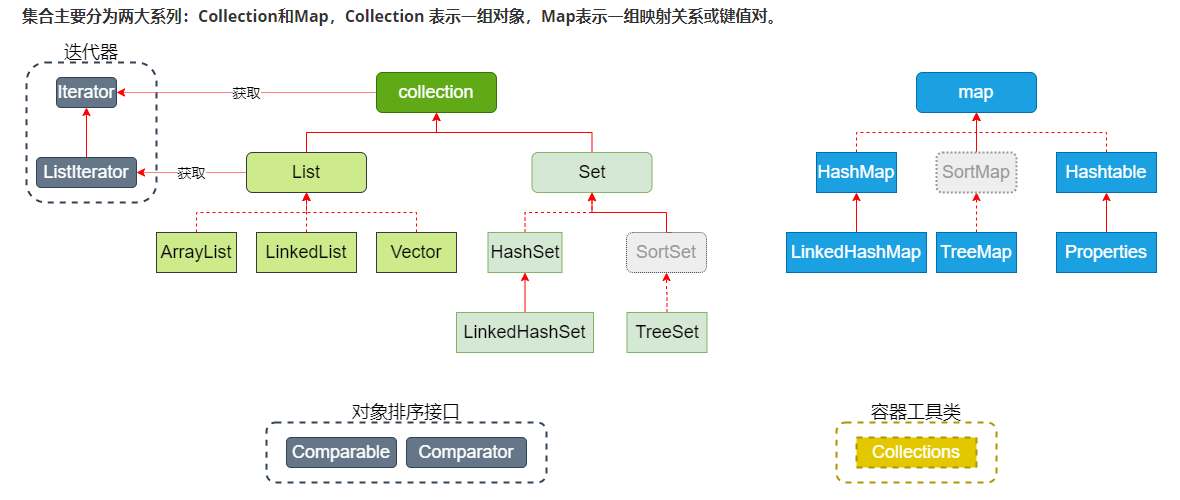 集合主要分为两大系列：Collection和Map，Collection 表示一组对象，Map表示一组映射关系或键值对。
迭代器
Iterator
获取
collection
map
ListIterator
获取
List
Set
HashMap
SortMap
Hashtable
ArrayList
LinkedList
Vector
HashSet
SortSet
LinkedHashMap
TreeMap
Properties
LinkedHashSet
TreeSet
对象排序接口
容器工具类
Comparable
Comparator
Collections